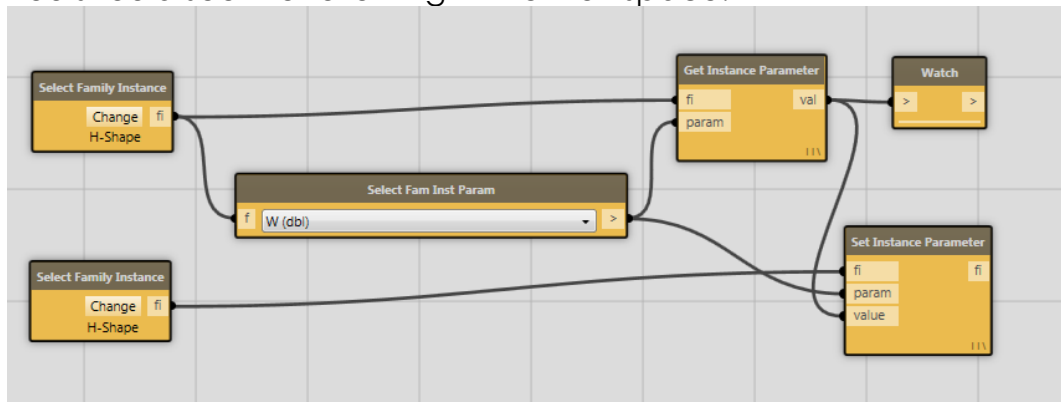 Select Family Instance
Change fi
H-Shape
Select Fam Inst Param
f W (dbl) >
Select Family Instance
Change fi
H-Shape
Get Instance Parameter
fi val
param
Watch
> >
Set Instance Parameter
fi fi
param
value